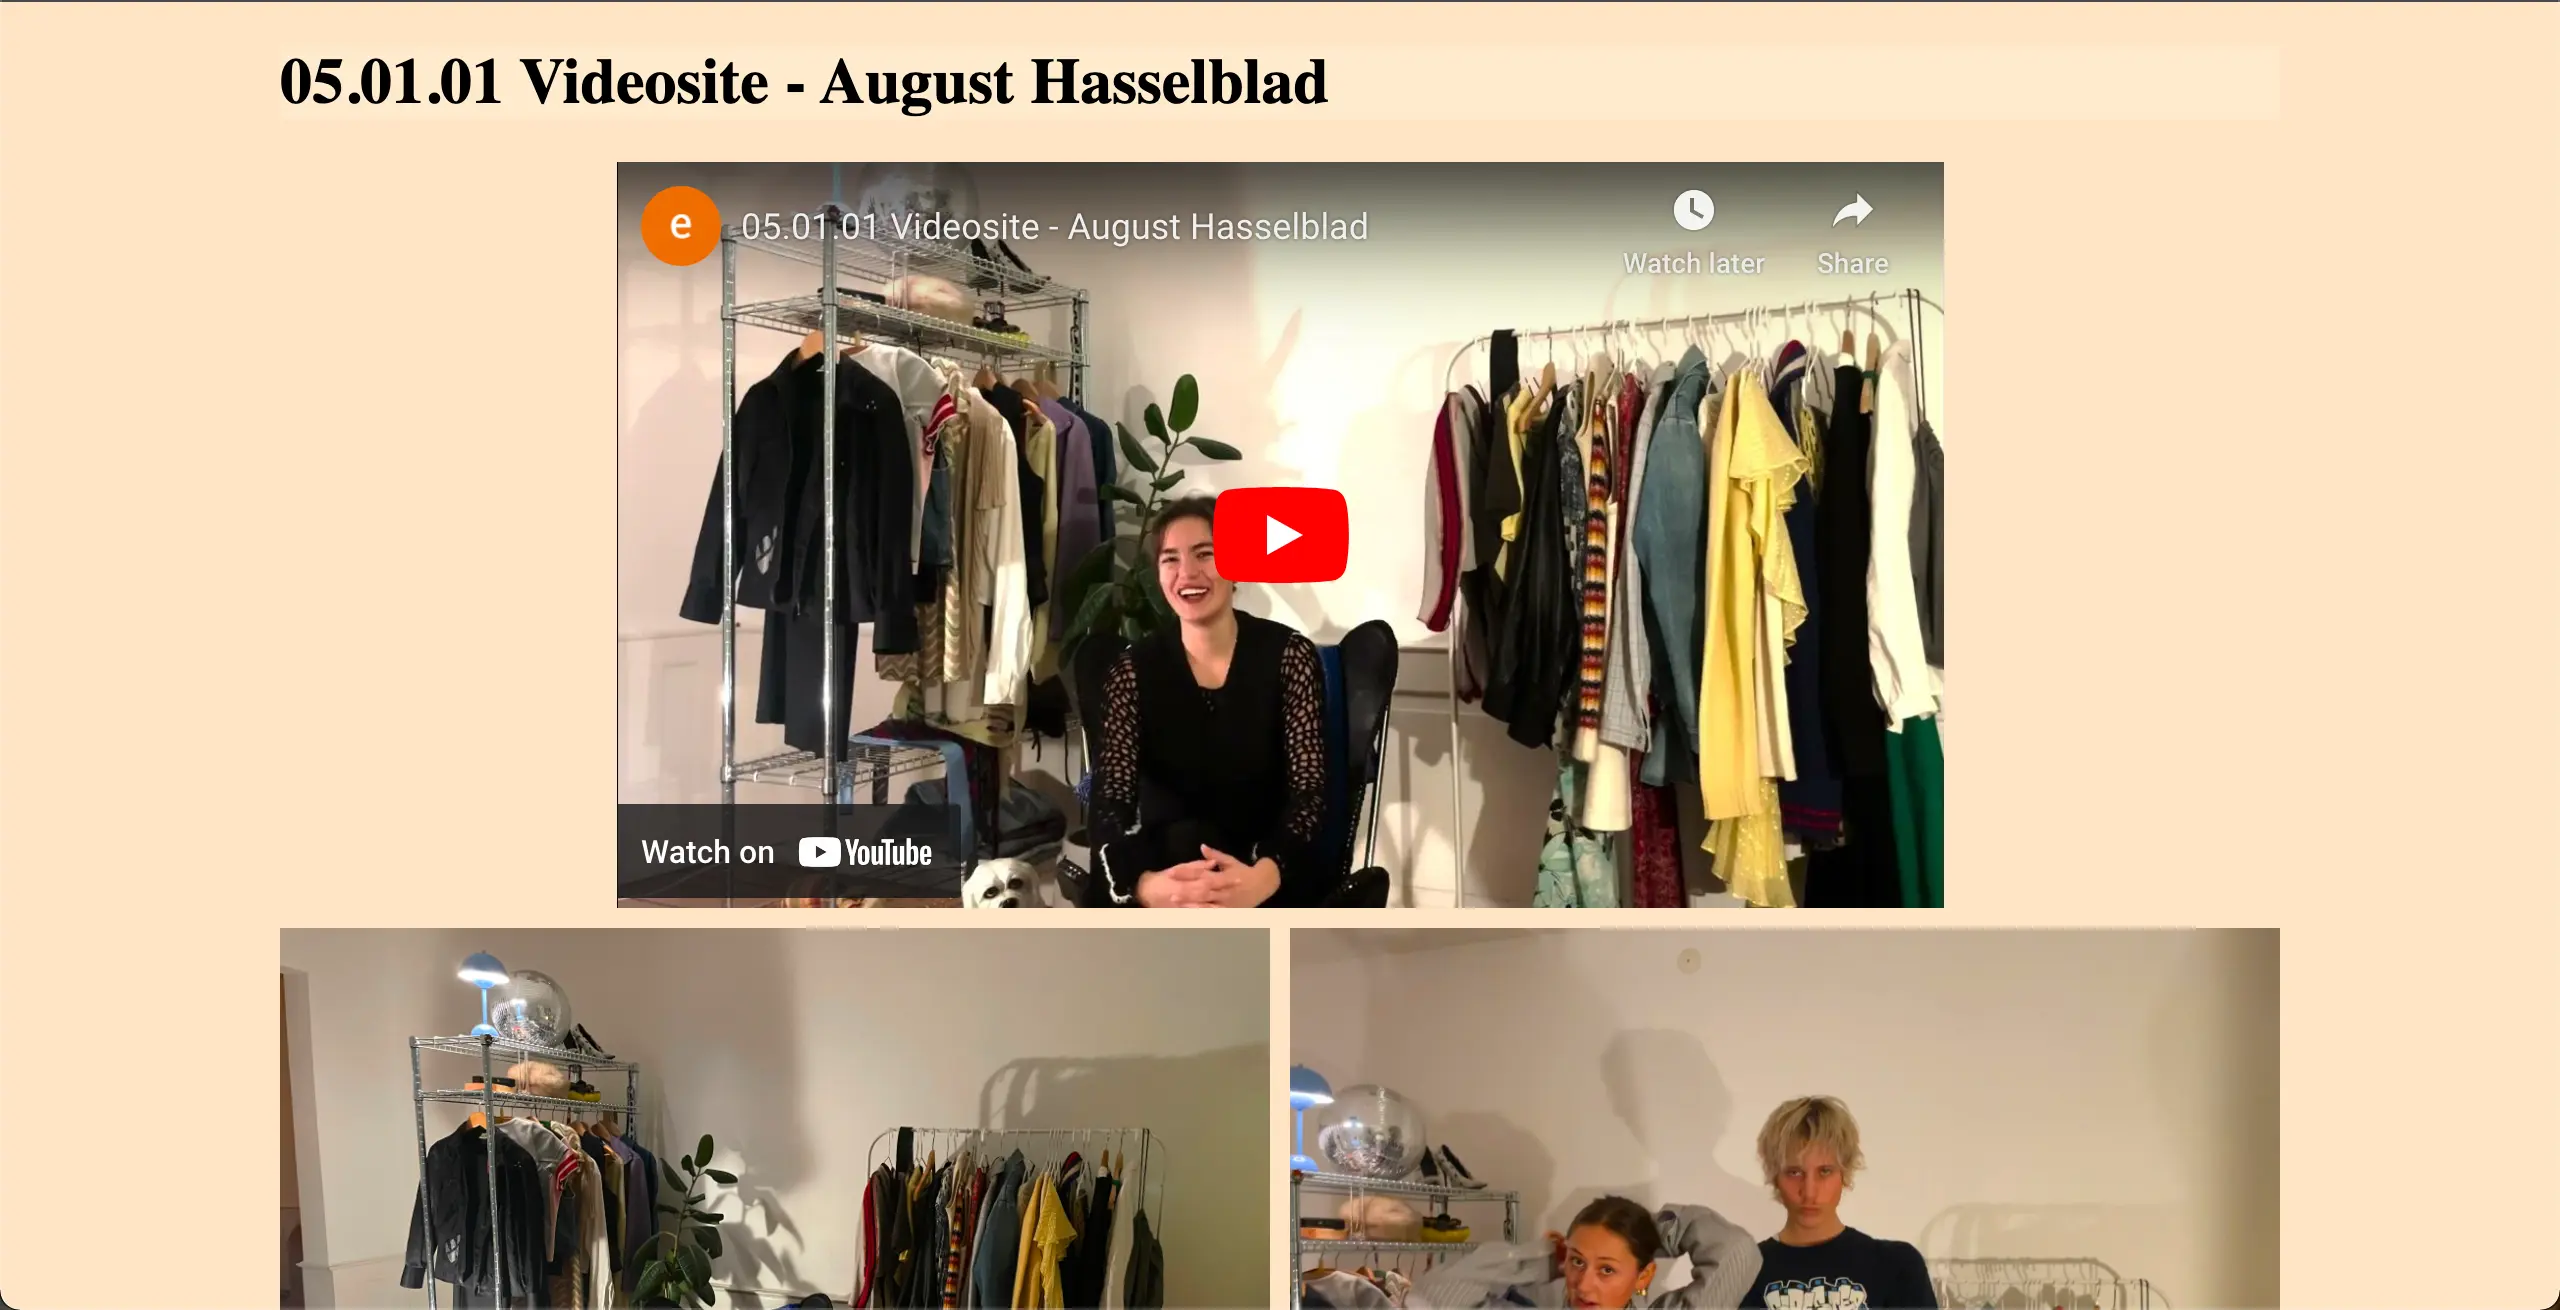 05.01.01 Videosite - August Hasselblad
e
05.01.01 Videosite - August Hasselblad
Watch later
Share
Watch on YouTube